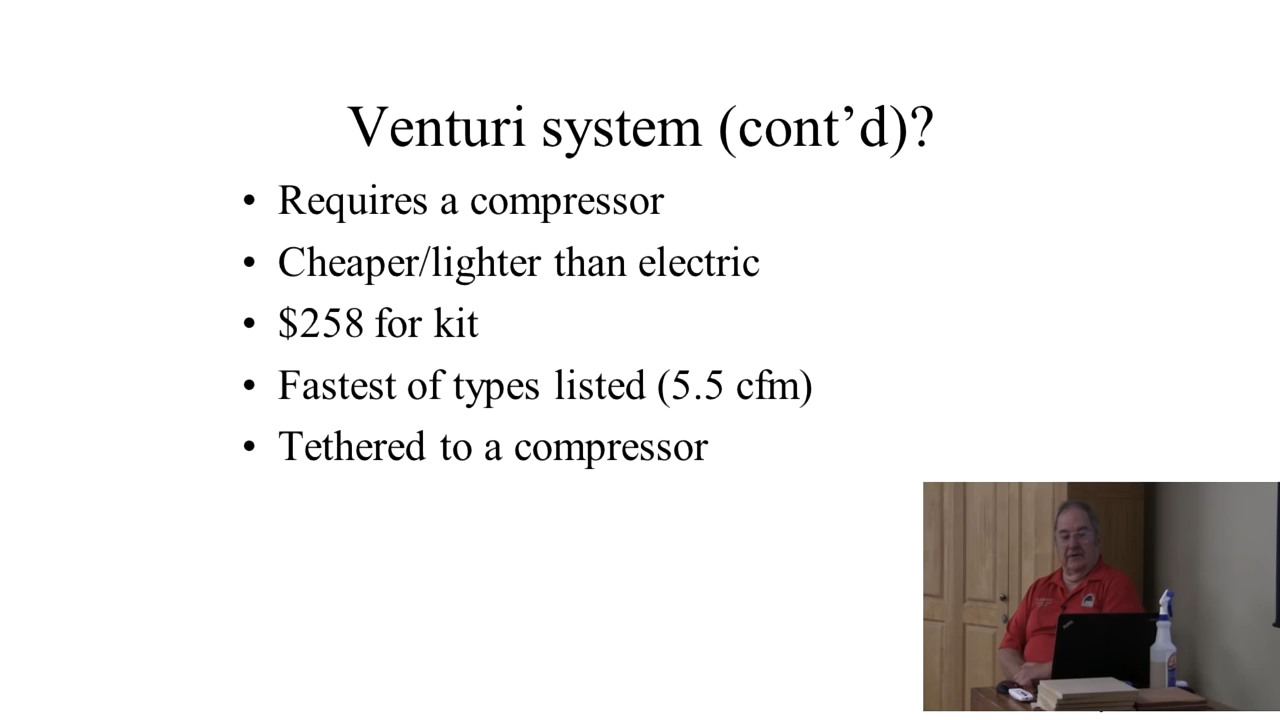 Venturi system (cont’d)?
• Requires a compressor
• Cheaper/lighter than electric
• $258 for kit
• Fastest of types listed (5.5 cfm)
• Tethered to a compressor